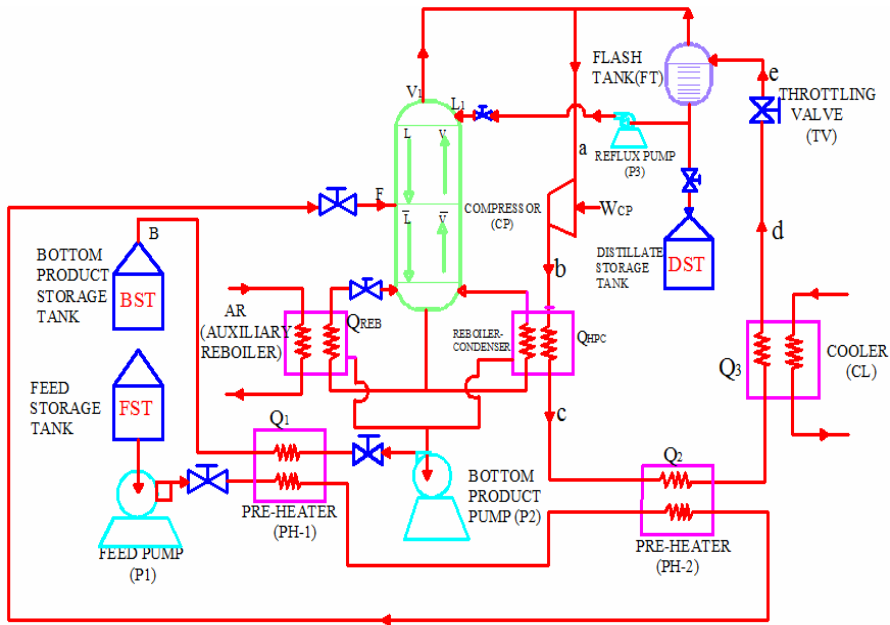 FLASH
TANK(FT)
e
THROTTLING
VALVE
(TV)
V1
L1
L
V
a
REFLUX PUMP
(P3)
F
COMPRESSOR
(CP)
WCP
d
B
L̅
V̅
BOTTOM
PRODUCT
STORAGE
TANK
BST
b
DISTILLATE
STORAGE
TANK
DST
AR
(AUXILIARY
REBOILER)
QREB
REBOILER-
CONDENSER
QHPC
Q3
COOLER
(CL)
FEED
STORAGE
TANK
FST
Q1
c
Q2
PRE-HEATER
(PH-1)
BOTTOM
PRODUCT
PUMP (P2)
PRE-HEATER
(PH-2)
FEED PUMP
(P1)